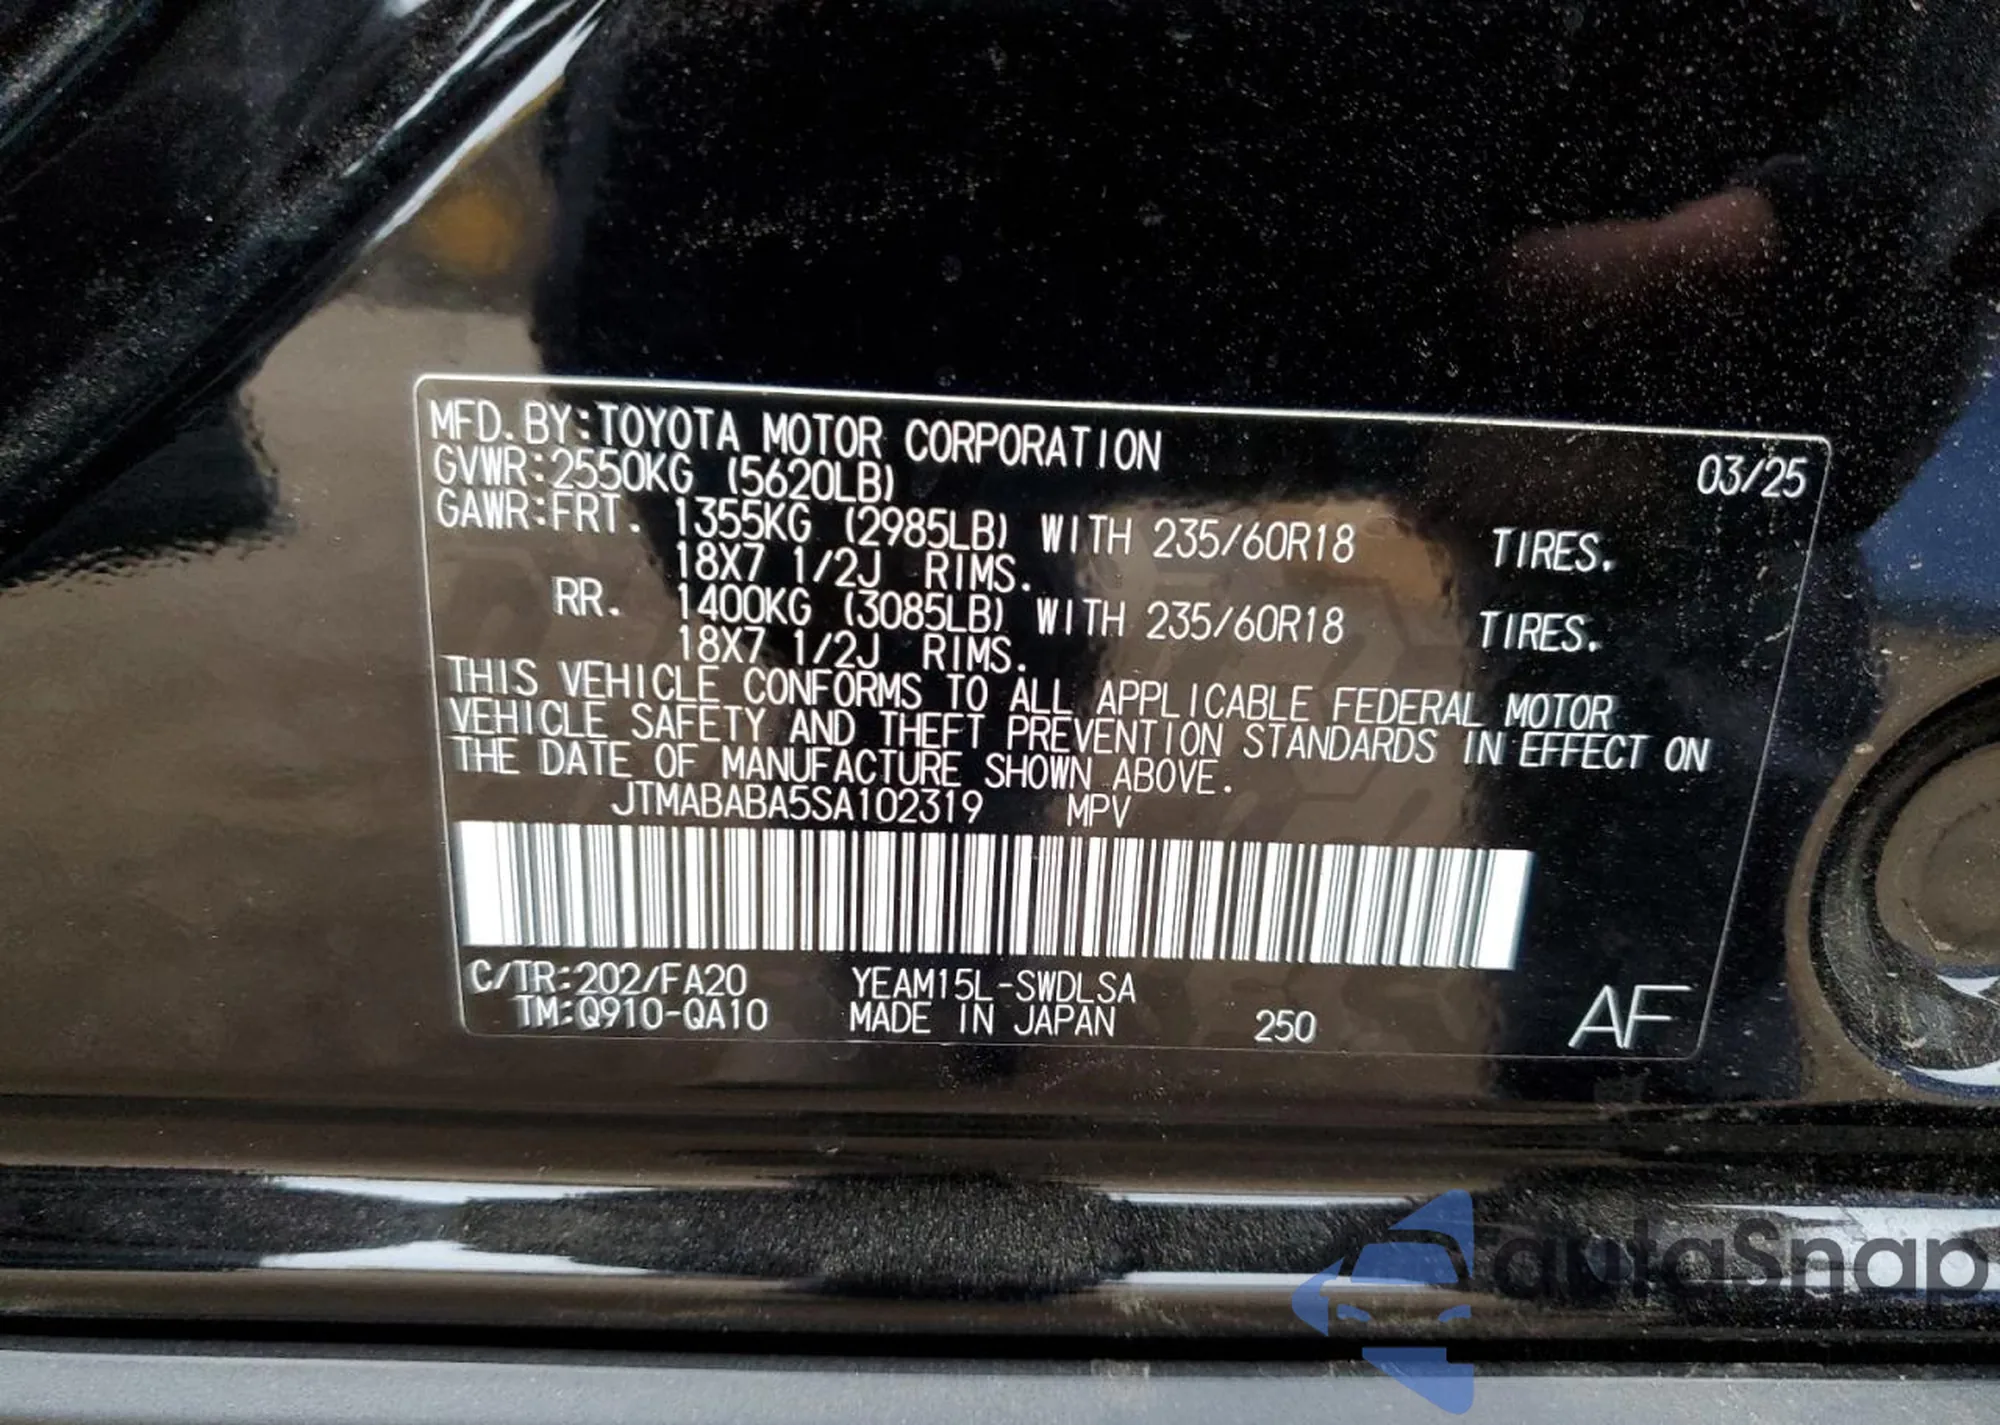 MFD. BY:TOYOTA MOTOR CORPORATION 03/25
GVWR:2550KG (5620LB)
GAWR:FRT. 1355KG (2985LB) WITH 235/60R18 TIRES.
18X7 1/2J RIMS.
RR. 1400KG (3085LB) WITH 235/60R18 TIRES.
18X7 1/2J RIMS.
THIS VEHICLE CONFORMS TO ALL APPLICABLE FEDERAL MOTOR
VEHICLE SAFETY AND THEFT PREVENTION STANDARDS IN EFFECT ON
THE DATE OF MANUFACTURE SHOWN ABOVE.
JTMABABA5SA102319 MPV
C/TR:202/FA20 YEAM15L-SWDLSA
TM:Q910-QA10 MADE IN JAPAN 250 AF
autaSnap